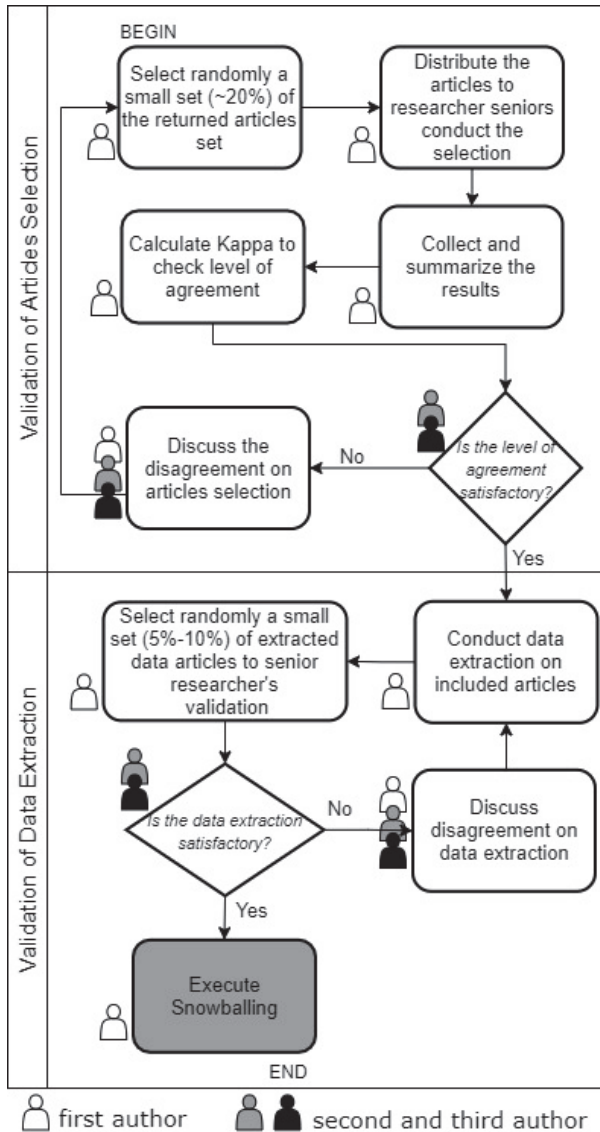 BEGIN
Validation of Articles Selection
Select randomly a
small set (~20%) of
the returned articles
set
Distribute the
articles to
researcher seniors
conduct the
selection
Calculate Kappa to
check level of
agreement
Collect and
summarize the
results
Discuss the
disagreement on
articles selection
No
Is the level of
agreement
satisfactory?
Yes
Validation of Data Extraction
Select randomly a small
set (5%-10%) of extracted
data articles to senior
researcher's
validation
Conduct data
extraction on
included articles
Is the data extraction
satisfactory?
No
Discuss
disagreement on
data extraction
Yes
Execute
Snowballing
END
first author
second and third author